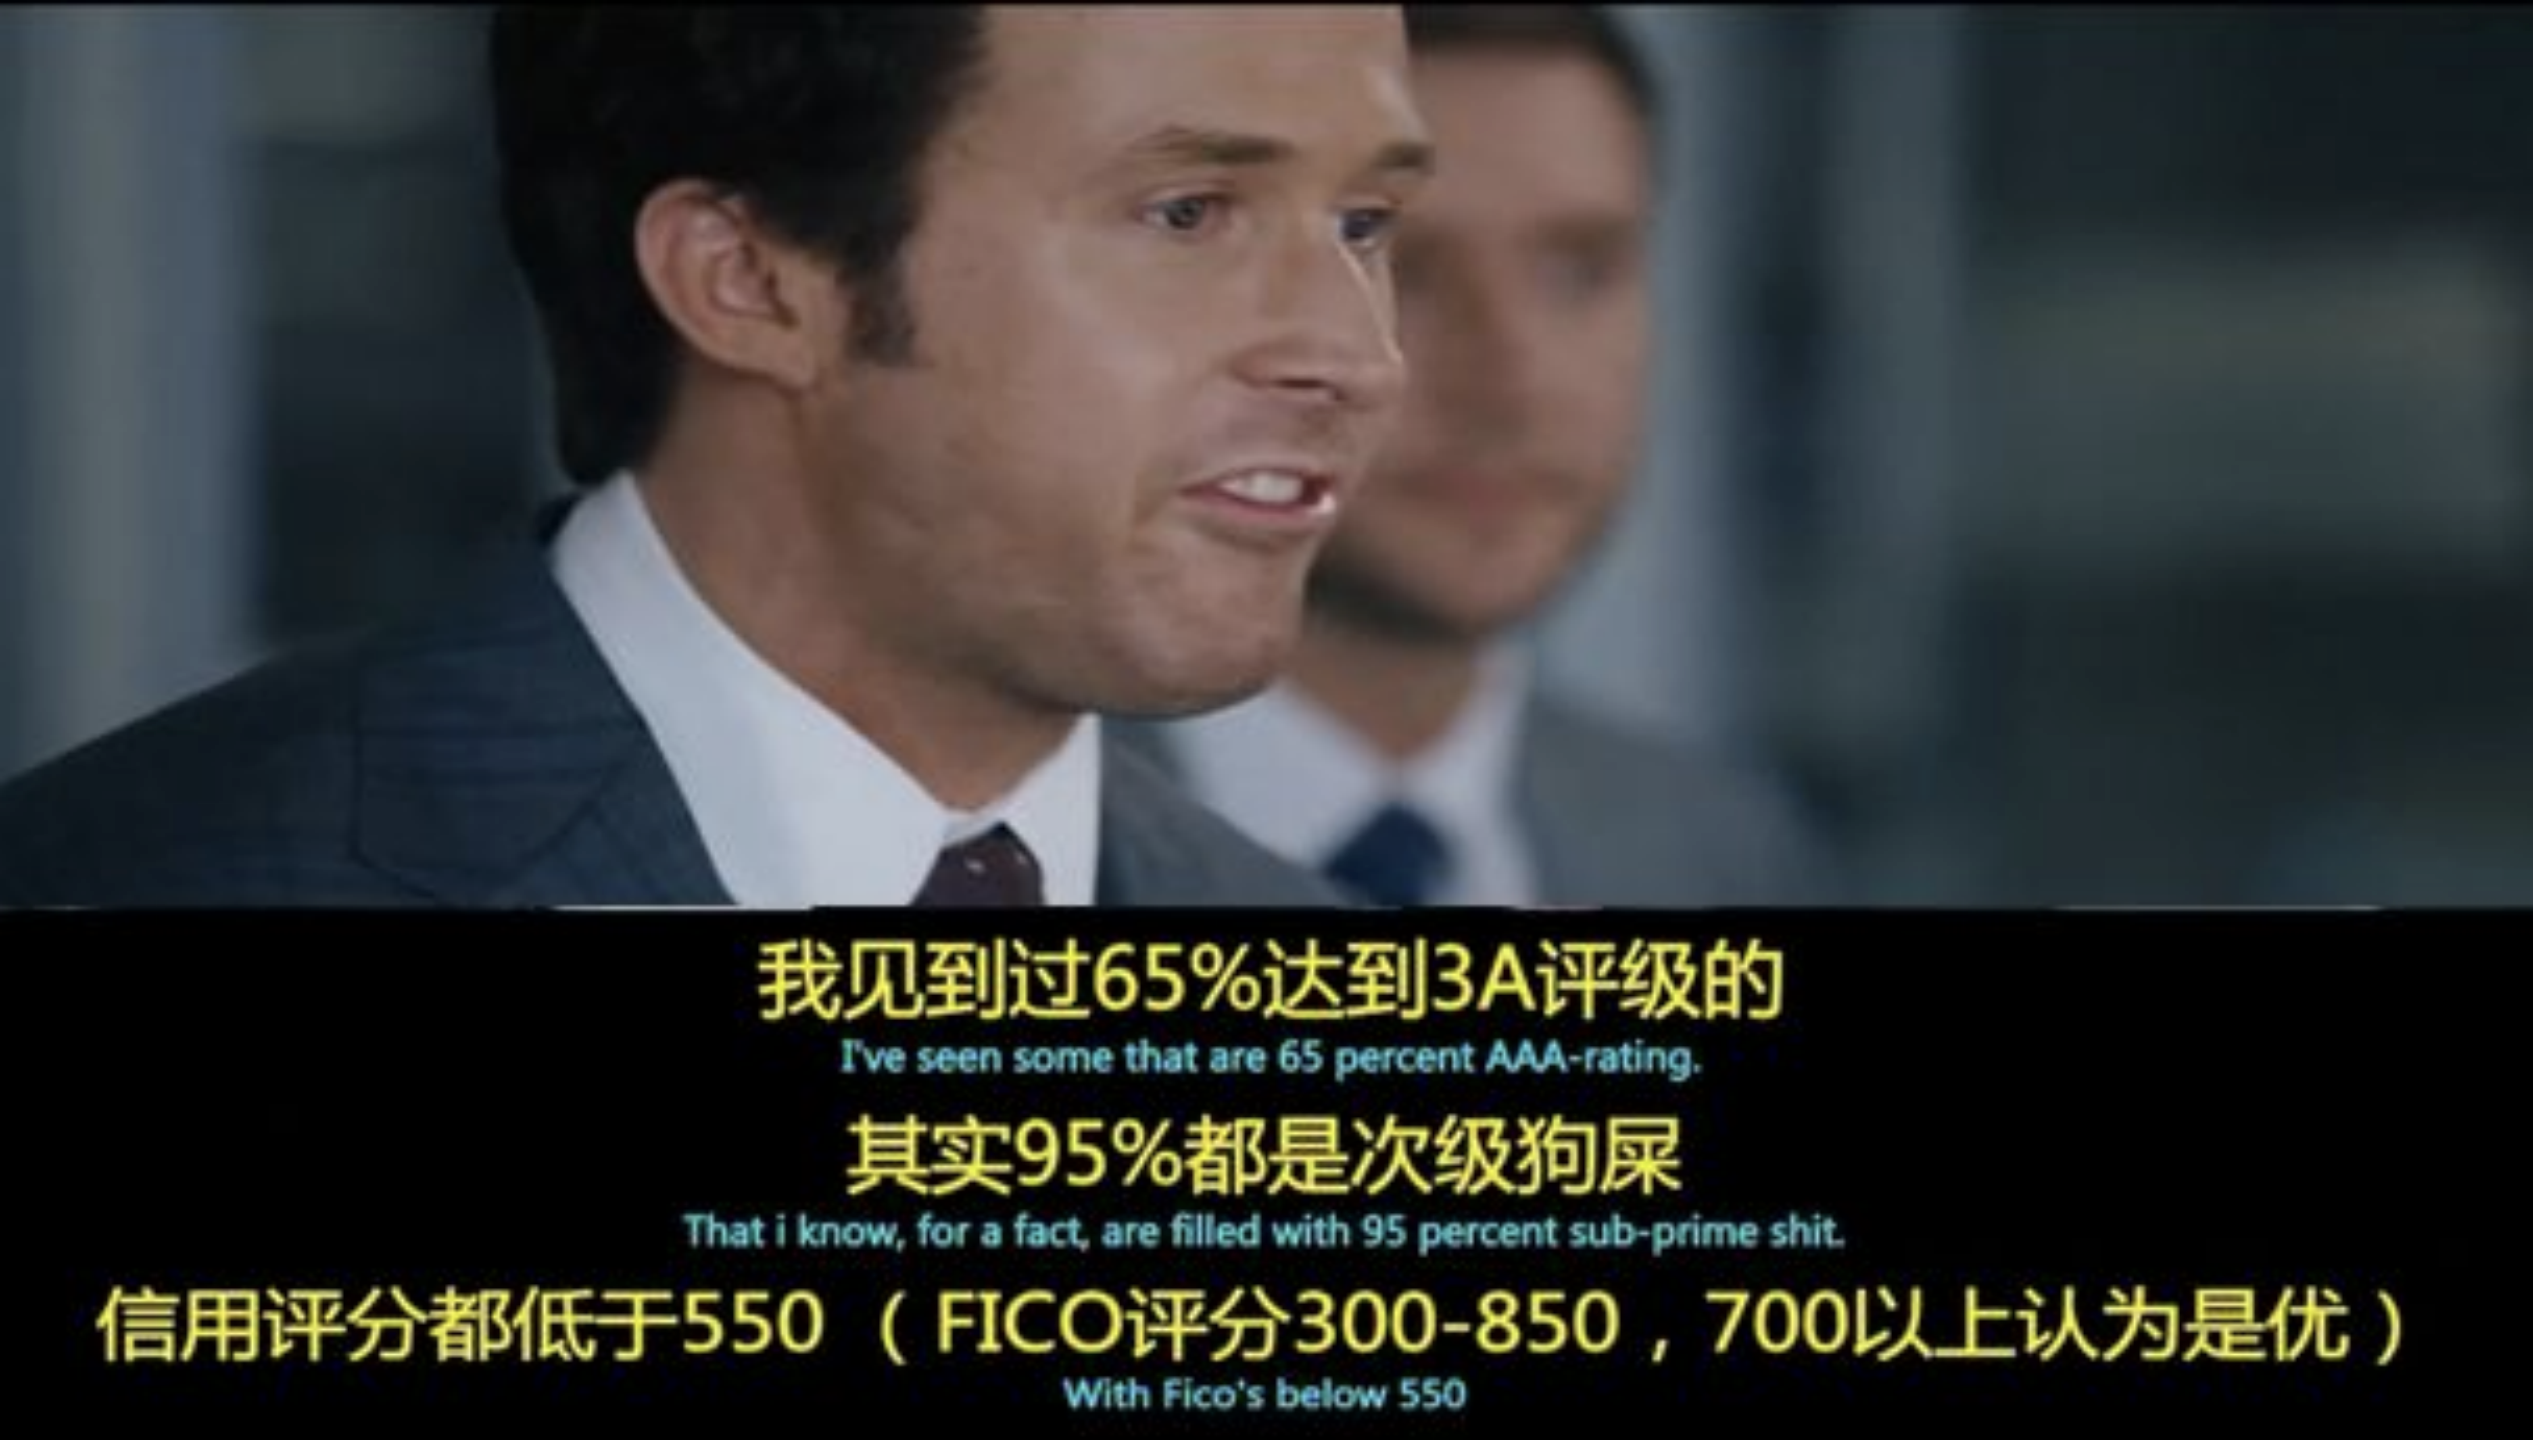 我见到过65%达到3A评级的
I've seen some that are 65 percent AAA-rating.
其实95%都是次级狗屎
That i know, for a fact, are filled with 95 percent sub-prime shit.
信用评分都低于550（FICO评分300-850，700以上认为是优）
With Fico's below 550